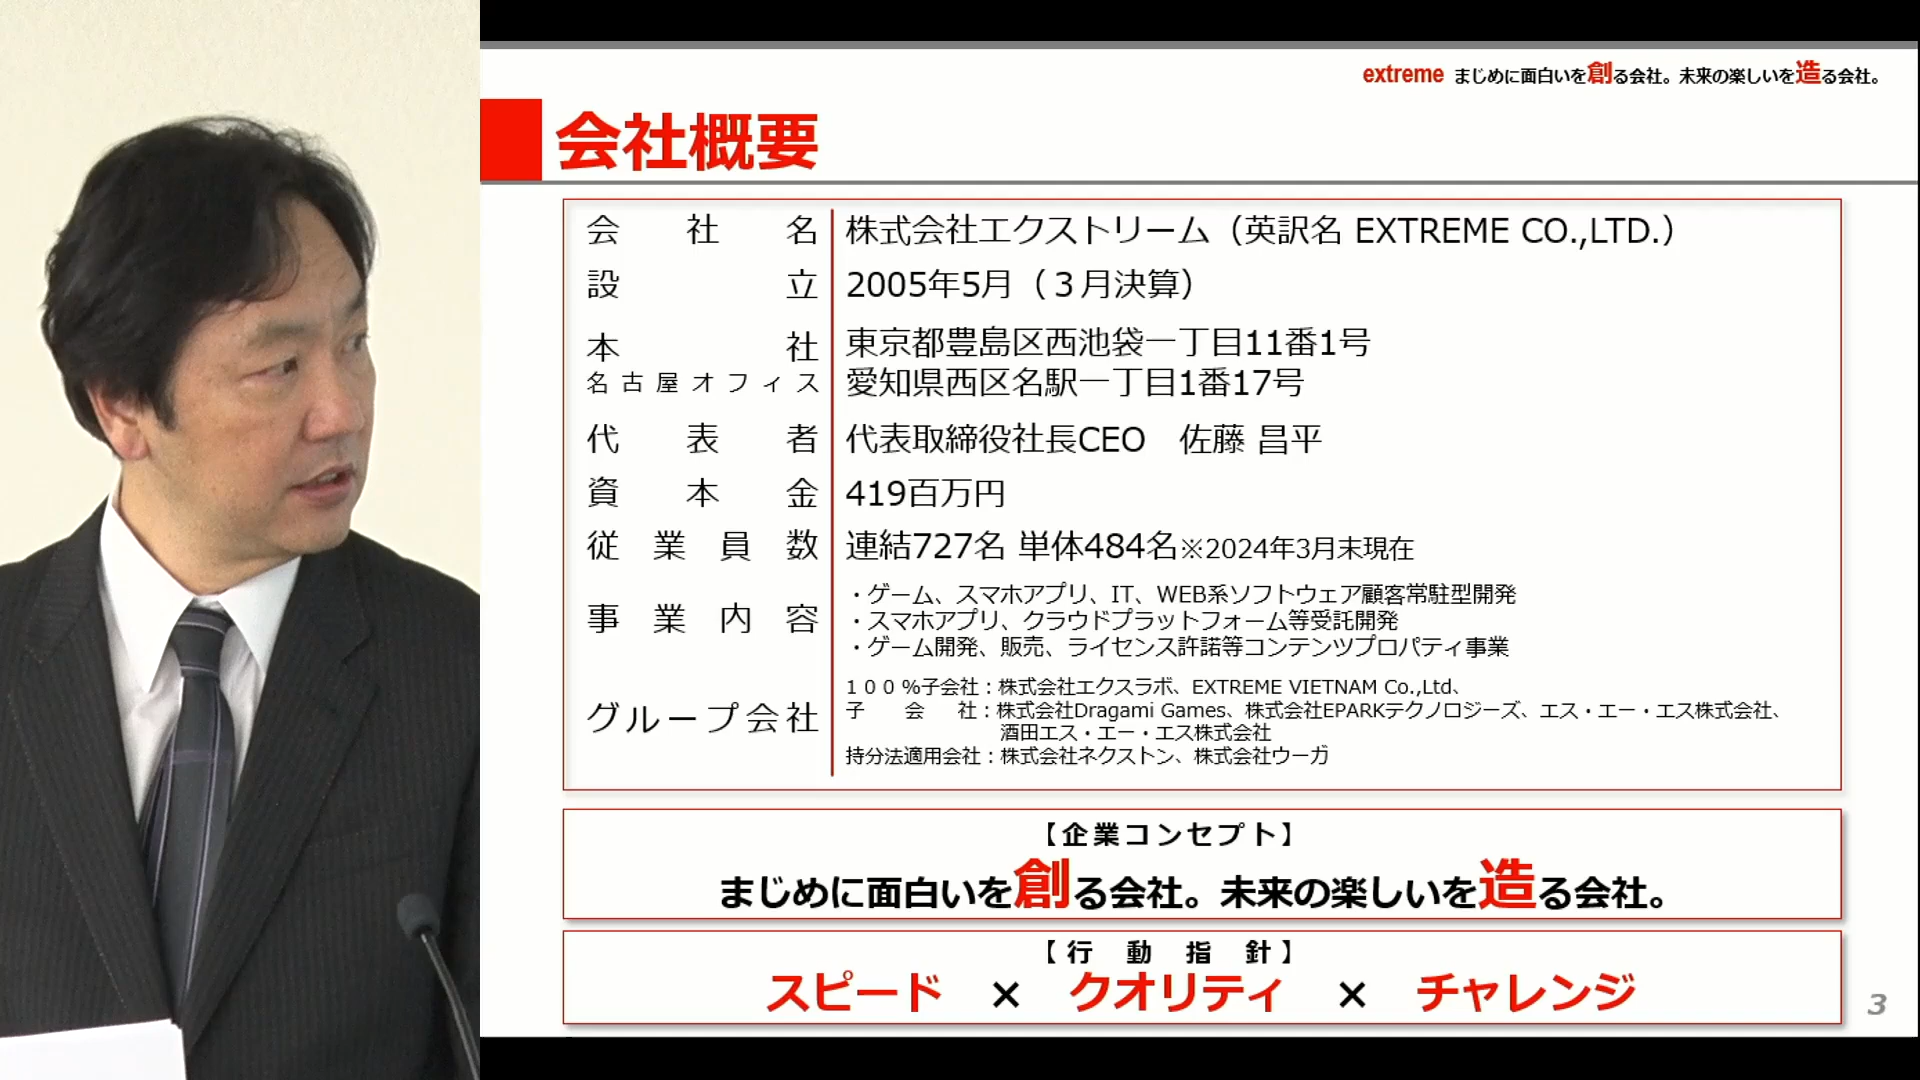 extreme まじめに面白いを創る会社。未来の楽しいを造る会社。
会社概要
会社名 株式会社エクストリーム（英訳名 EXTREME CO.,LTD.）
設立 2005年5月（３月決算）
本社 東京都豊島区西池袋一丁目11番1号
名古屋オフィス 愛知県西区名駅一丁目1番17号
代表者 代表取締役社長CEO　佐藤 昌平
資本金 419百万円
従業員数 連結727名 単体484名※2024年3月末現在
事業内容
・ゲーム、スマホアプリ、IT、WEB系ソフトウェア顧客常駐型開発
・スマホアプリ、クラウドプラットフォーム等受託開発
・ゲーム開発、販売、ライセンス許諾等コンテンツプロパティ事業
グループ会社
１００％子会社：株式会社エクスラボ、EXTREME VIETNAM Co.,Ltd、
子会社：株式会社Dragami Games、株式会社EPARKテクノロジーズ、エス・エー・エス株式会社、
酒田エス・エー・エス株式会社
持分法適用会社：株式会社ネクストン、株式会社ウーガ
【企業コンセプト】
まじめに面白いを創る会社。未来の楽しいを造る会社。
【行動指針】
スピード × クオリティ × チャレンジ
3